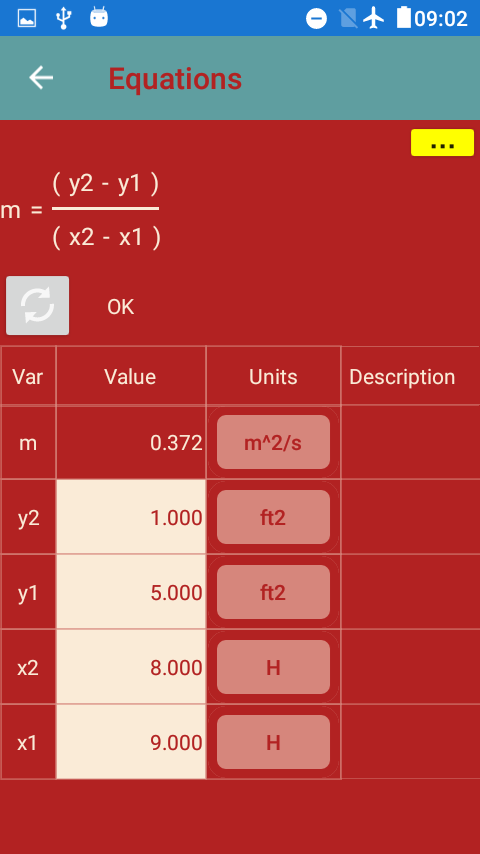 09:02
Equations
...
( y2 - y1 )
m =
( x2 - x1 )
OK
Var Value Units Description
m 0.372 m^2/s
y2 1.000 ft2
y1 5.000 ft2
x2 8.000 H
x1 9.000 H